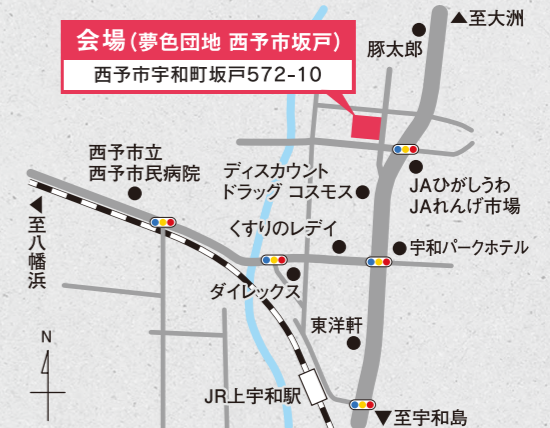 会場(夢色団地 西予市坂戸)
西予市宇和町坂戸572-10
▲至大洲
豚太郎
西予市立
西予市民病院
ディスカウント
ドラッグ コスモス
JAひがしうわ
JAれんげ市場
◀至八幡浜
くすりのレデイ
宇和パークホテル
ダイレックス
東洋軒
N
JR上宇和駅
▼至宇和島